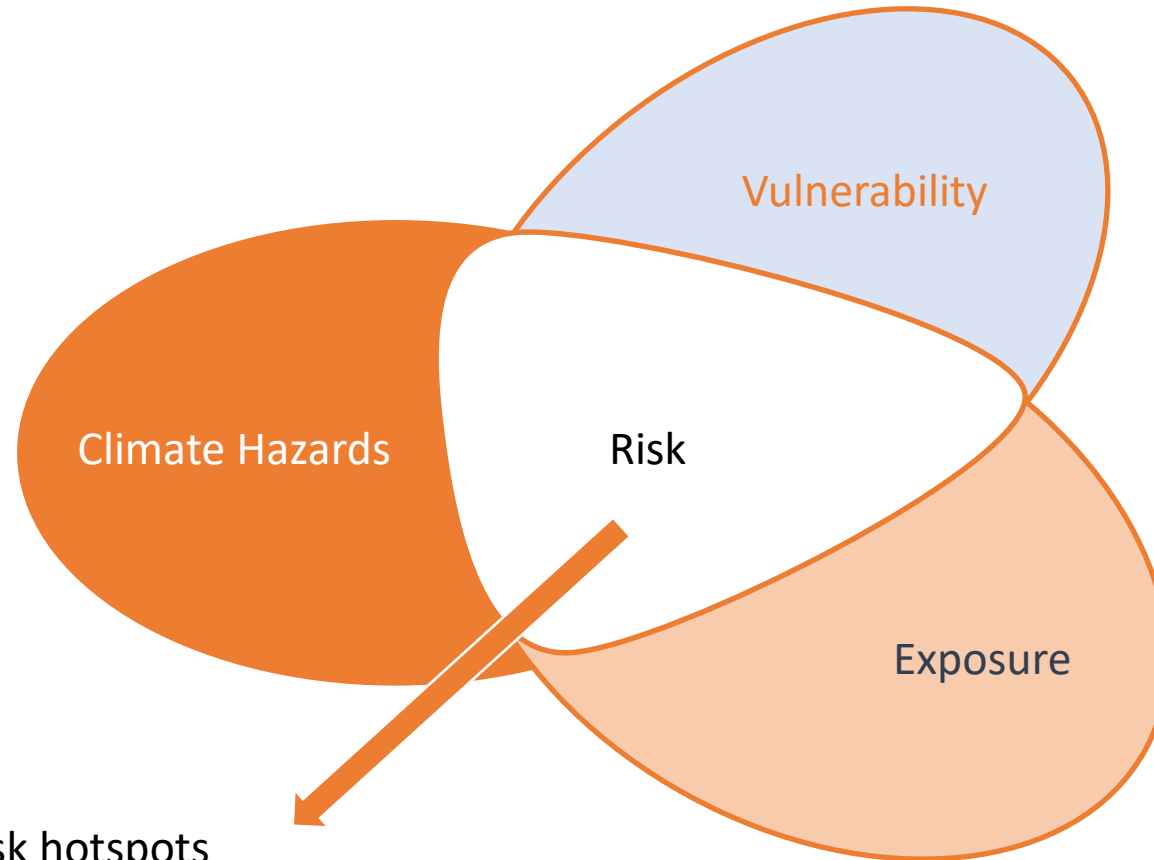 Vulnerability
Climate Hazards
Risk
Exposure
sk hotspots